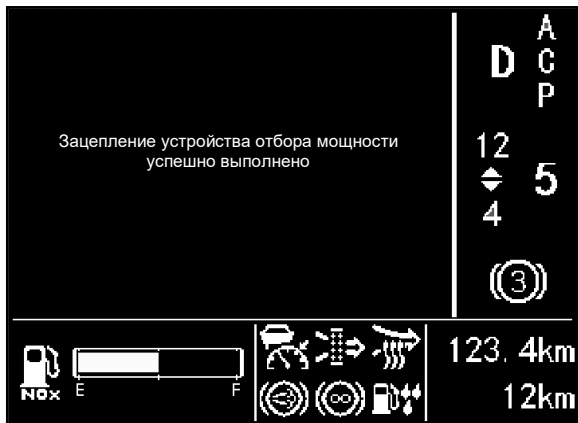 A
D C
P
Зацепление устройства отбора мощности
успешно выполнено
12
5
4
3
NOx
E
F
123. 4km
12km